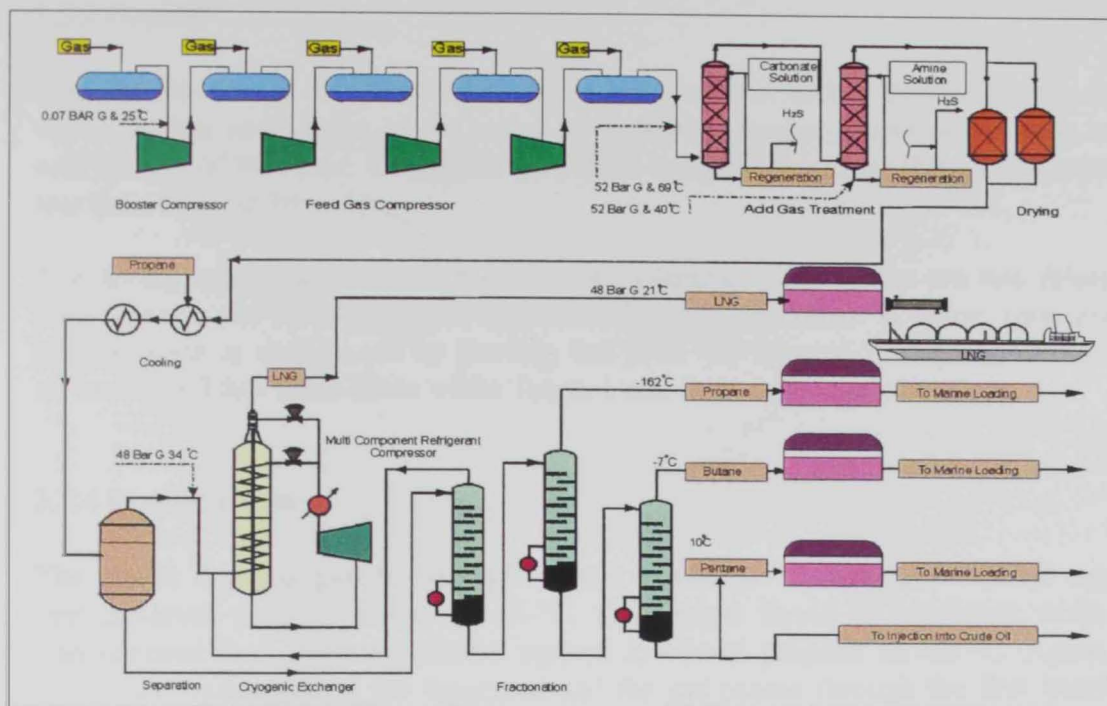 Gas
Gas
Gas
Gas
Gas
0.07 BAR G & 25℃
Carbonate
Solution
Amine
Solution
H₂S
H₂S
Regeneration
Regeneration
52 Bar G & 69℃
52 Bar G & 40℃
Booster Compressor
Feed Gas Compressor
Acid Gas Treatment
Drying
Propane
Cooling
48 Bar G 21℃
LNG
LNG
LNG
-162℃
Propane
To Marine Loading
Multi Component Refrigerant
Compressor
48 Bar G 34 ℃
-7℃
Butane
To Marine Loading
10℃
Pentane
To Marine Loading
To Injection into Crude Oil
Separation
Cryogenic Exchanger
Fractionation